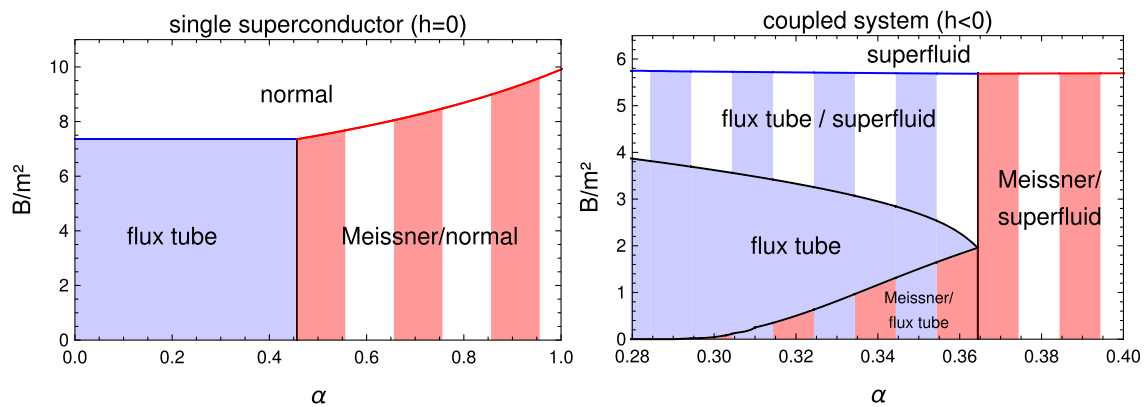 single superconductor (h=0)
B/m²
10
8
6
4
2
0
normal
flux tube
Meissner/normal
0.0
0.2
0.4
0.6
0.8
1.0
α
coupled system (h<0)
B/m²
6
5
4
3
2
1
0
superfluid
flux tube / superfluid
flux tube
Meissner/
superfluid
Meissner/
flux tube
0.28
0.30
0.32
0.34
0.36
0.38
0.40
α